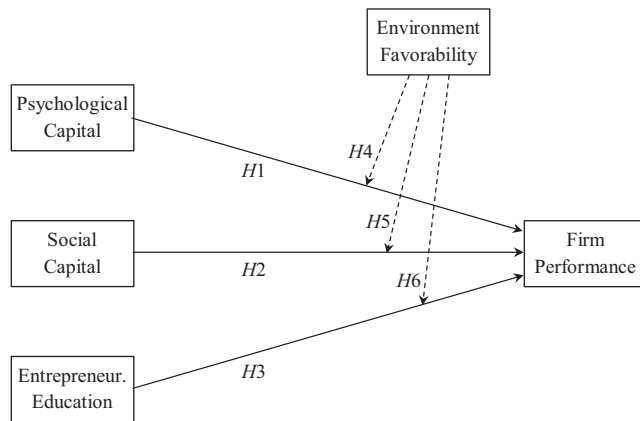 Environment
Favorability
Psychological
Capital
H4
H1
H5
Social
Capital
H2
Firm
Performance
H6
H3
Entrepreneur.
Education